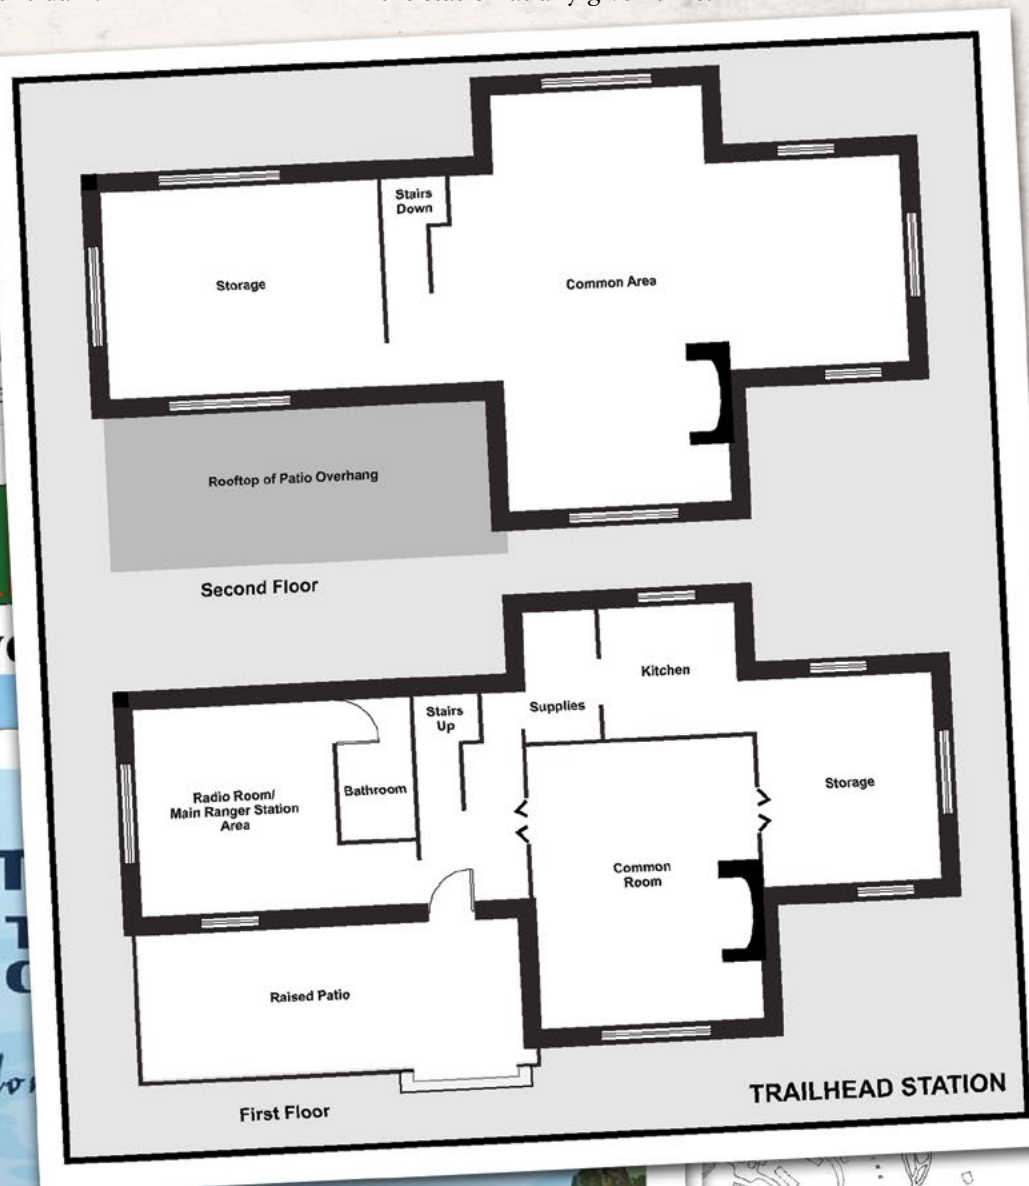 Stairs
Down
Storage
Common Area
Rooftop of Patio Overhang
Second Floor
Kitchen
Supplies
Stairs
Up
Bathroom
Radio Room/
Main Ranger Station
Area
Storage
Common
Room
Raised Patio
First Floor
TRAILHEAD STATION